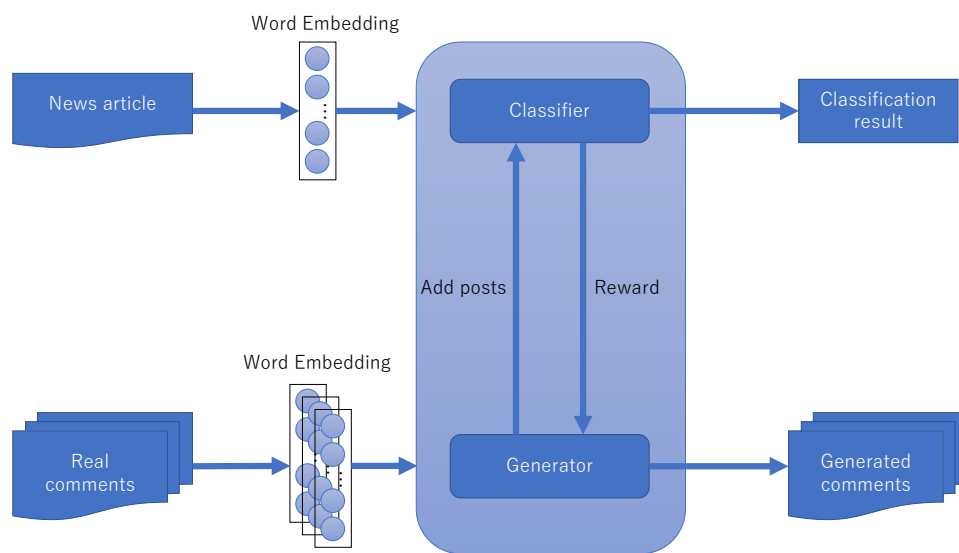 Word Embedding
News article
Classifier
Classification
result
Add posts
Reward
Word Embedding
Real
comments
Generator
Generated
comments